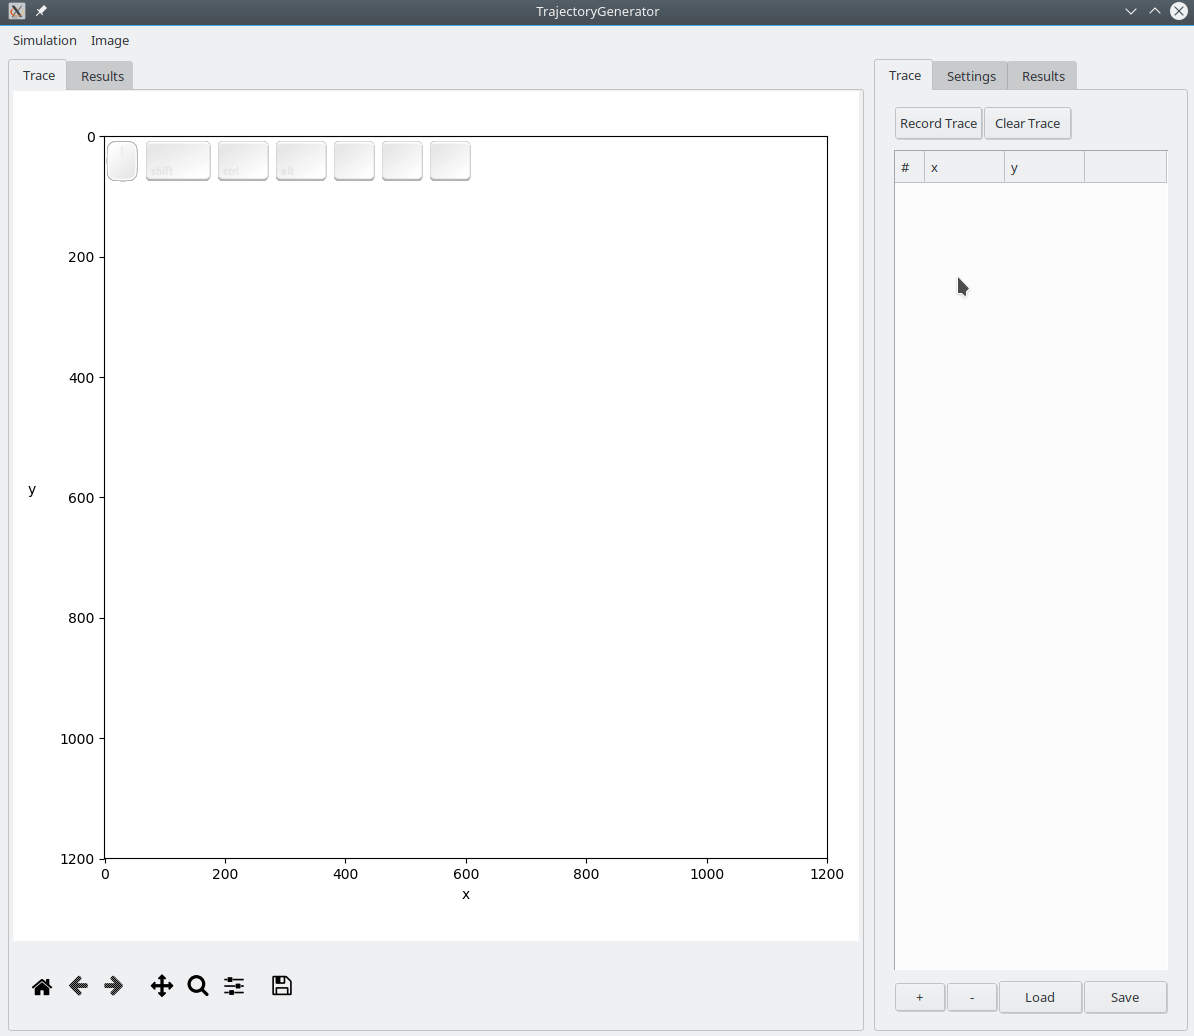 TrajectoryGenerator
Simulation Image
Trace Results
Trace Settings Results
Record Trace Clear Trace
# x y
0
shift ctrl alt
200
400
y
600
800
1000
1200
0 200 400 600 800 1000 1200
x
+ - Load Save